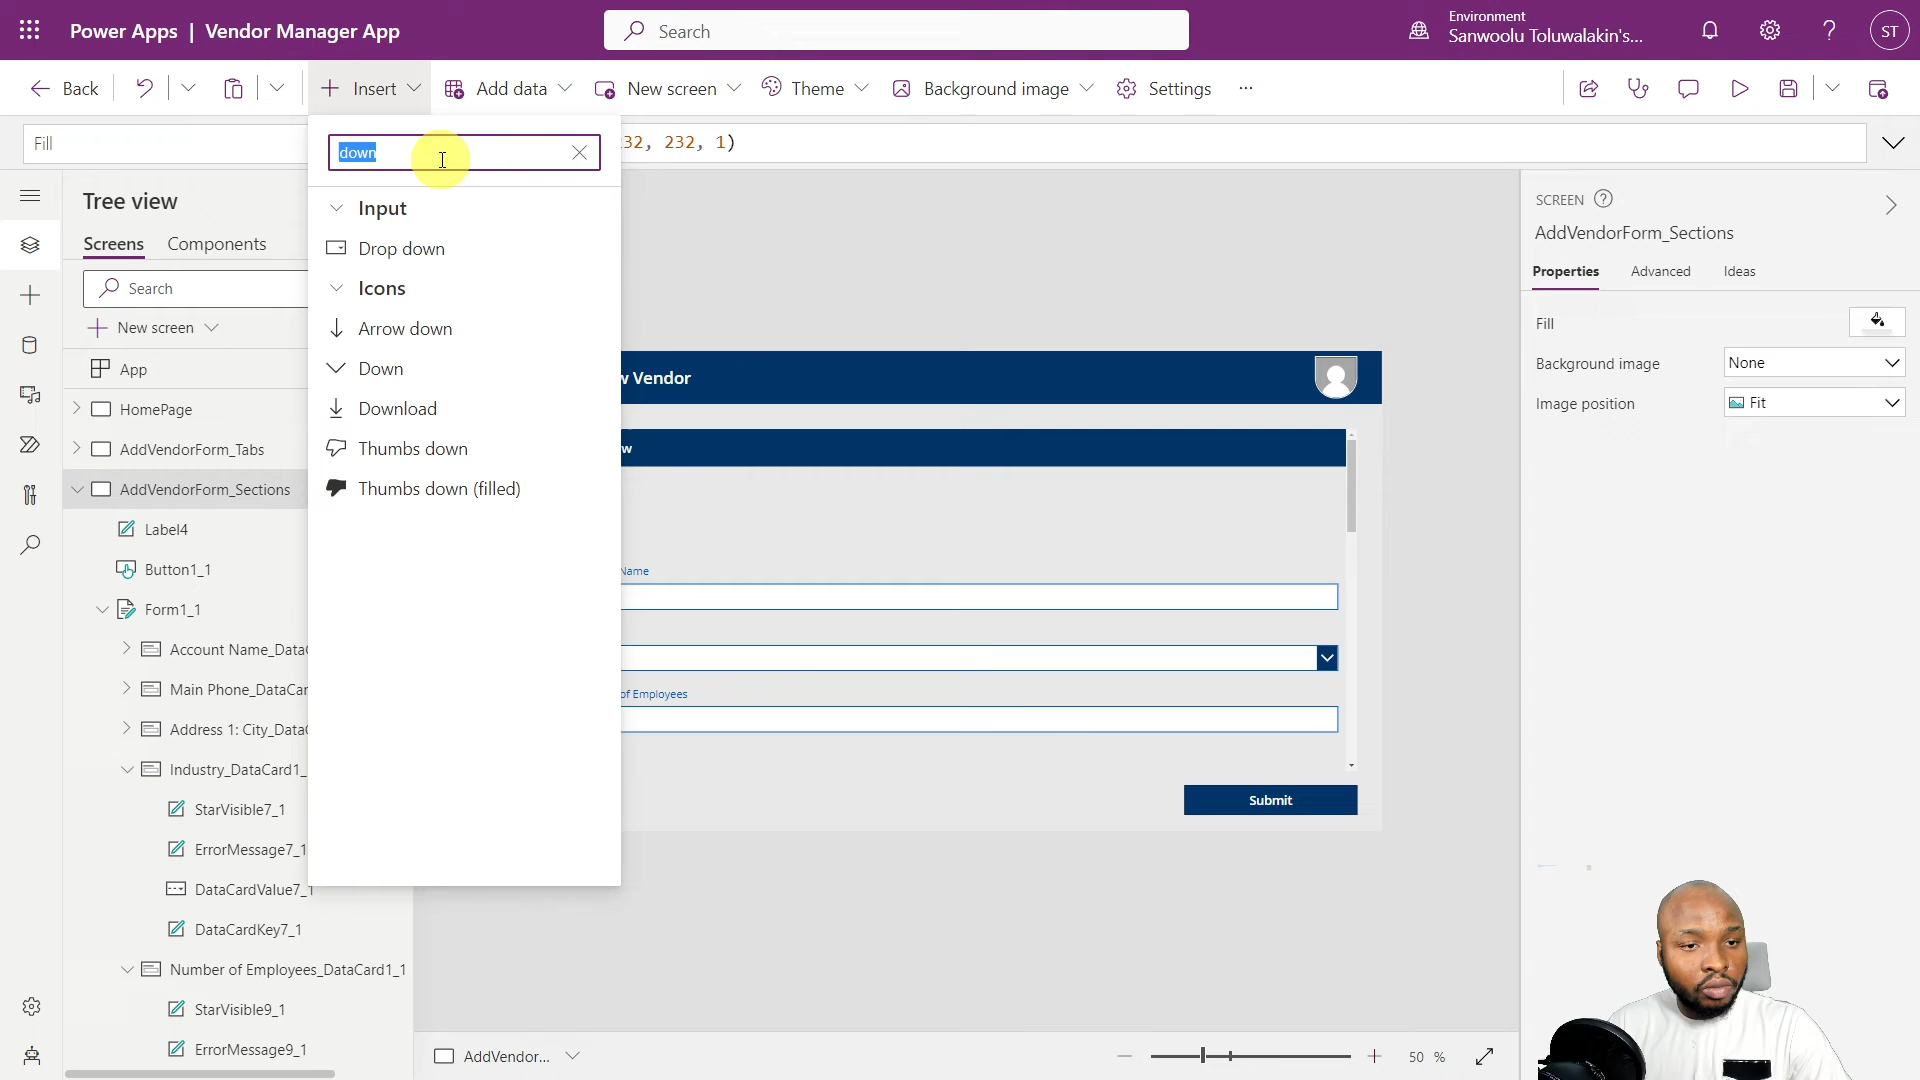 Power Apps | Vendor Manager App
Search
Environment
Sanwoolu Toluwalakin's...
ST
Back
Insert
Add data
New screen
Theme
Background image
Settings
...
Fill
32, 232, 1)
down
Input
Drop down
Icons
Arrow down
Down
Download
Thumbs down
Thumbs down (filled)
Tree view
Screens
Components
Search
New screen
App
HomePage
AddVendorForm_Tabs
AddVendorForm_Sections
Label4
Button1_1
Form1_1
Account Name_Data
Main Phone_DataCar
Address 1: City_Data
Industry_DataCard1_
StarVisible7_1
ErrorMessage7_1
DataCardValue7_1
DataCardKey7_1
Number of Employees_DataCard1_1
StarVisible9_1
ErrorMessage9_1
w Vendor
w
Name
of Employees
Submit
SCREEN
AddVendorForm_Sections
Properties
Advanced
Ideas
Fill
Background image
None
Image position
Fit
AddVendor...
50 %